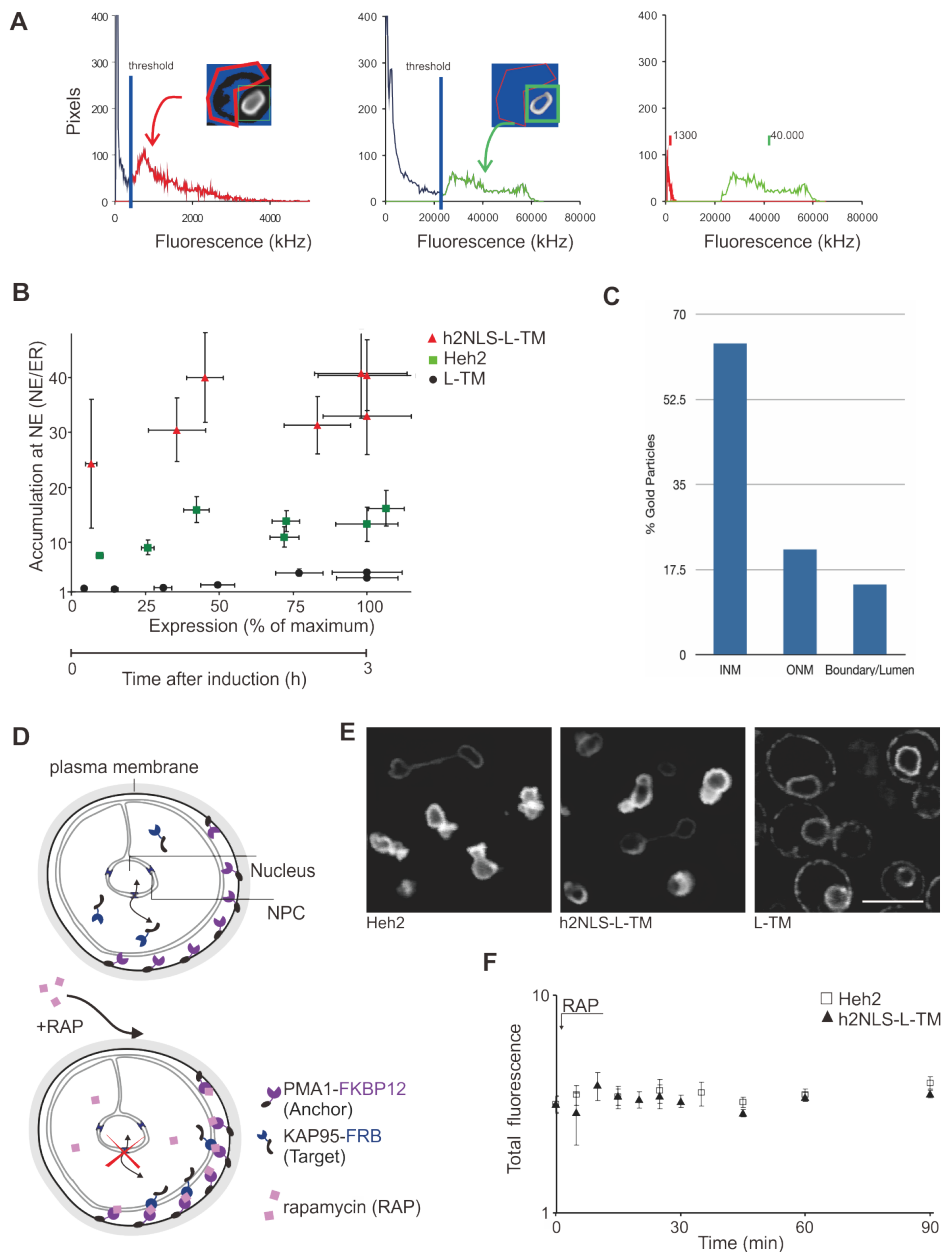 A
Pixels
400
300
200
100
0
threshold
0
2000
4000
Fluorescence (kHz)
400
300
200
100
0
threshold
0
20000
40000
60000
80000
Fluorescence (kHz)
400
300
200
100
0
1300
40.000
0
20000
40000
60000
80000
Fluorescence (kHz)
B
Accumulation at NE (NE/ER)
40
30
20
10
1
h2NLS-L-TM
Heh2
L-TM
0
25
50
75
100
Expression (% of maximum)
0
3
Time after induction (h)
C
% Gold Particles
70
52.5
35
17.5
0
INM
ONM
Boundary/Lumen
D
plasma membrane
Nucleus
NPC
+RAP
PMA1-FKBP12
(Anchor)
KAP95-FRB
(Target)
rapamycin (RAP)
E
Heh2
h2NLS-L-TM
L-TM
F
Total fluorescence
10
1
RAP
Heh2
h2NLS-L-TM
0
30
60
90
Time (min)